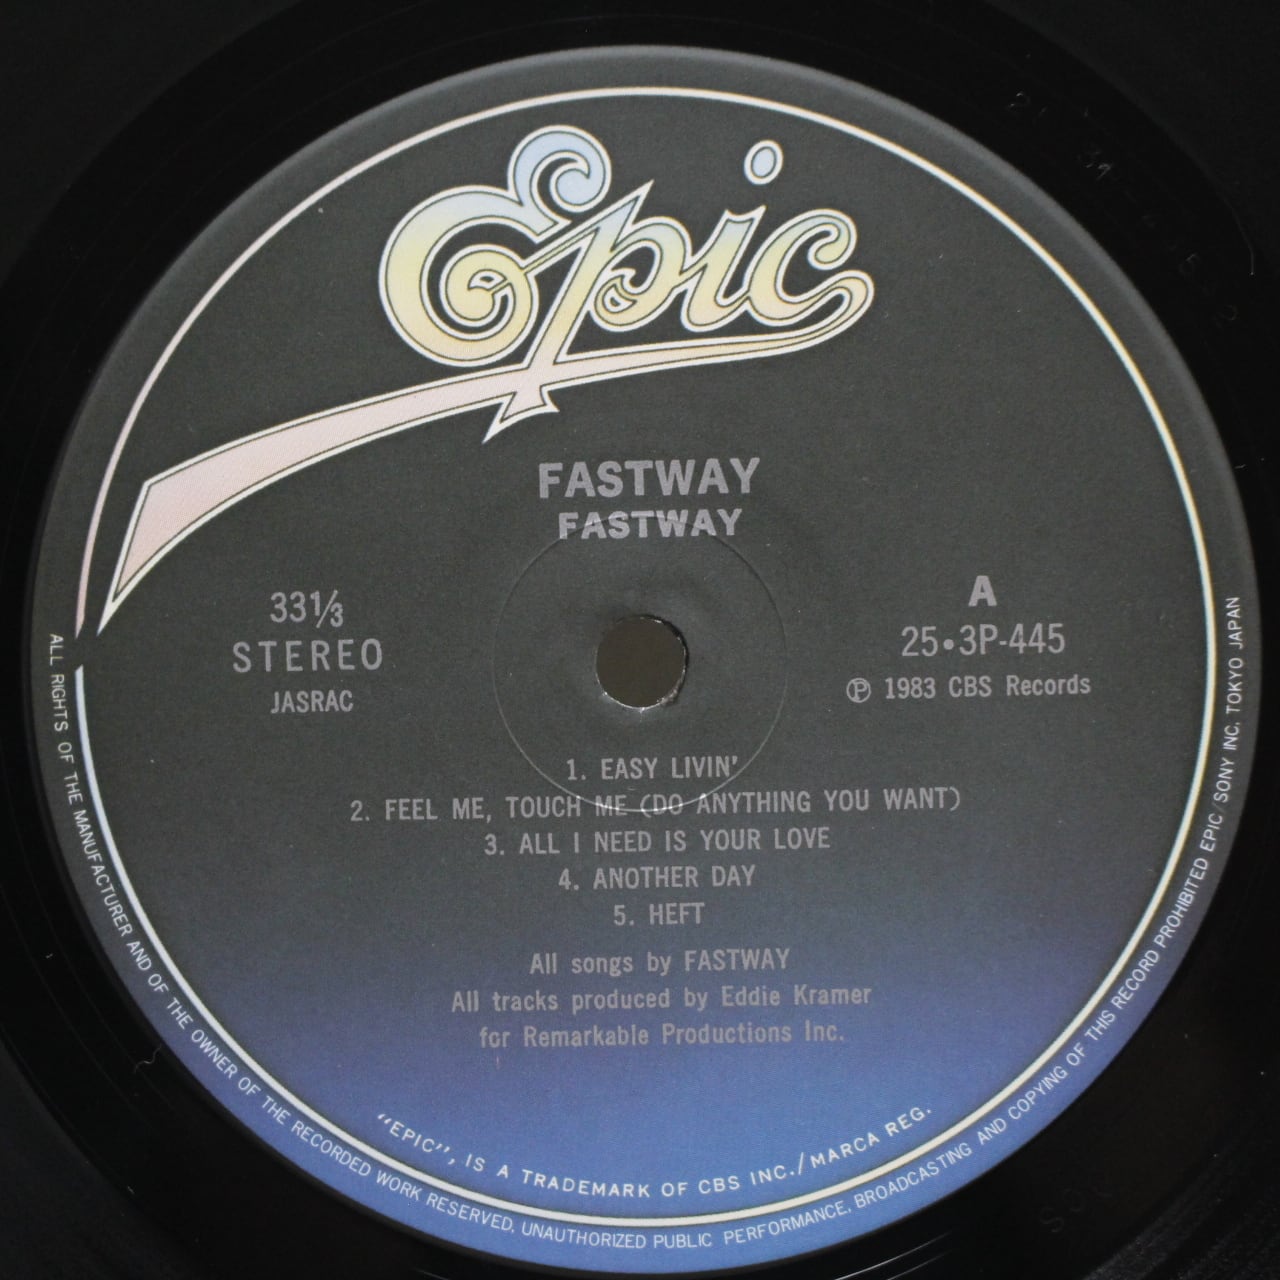 Epic
FASTWAY
FASTWAY
33⅓
STEREO
JASRAC
A
25•3P-445
Ⓟ 1983 CBS Records
1. EASY LIVIN'
2. FEEL ME, TOUCH ME (DO ANYTHING YOU WANT)
3. ALL I NEED IS YOUR LOVE
4. ANOTHER DAY
5. HEFT
All songs by FASTWAY
All tracks produced by Eddie Kramer
for Remarkable Productions Inc.
"EPIC", IS A TRADEMARK OF CBS INC./MARCA REG.
ALL RIGHTS OF THE MANUFACTURER AND OF THE OWNER OF THE RECORDED WORK RESERVED. UNAUTHORIZED PUBLIC PERFORMANCE, BROADCASTING AND COPYING OF THIS RECORD PROHIBITED EPIC SONY INC. TOKYO JAPAN